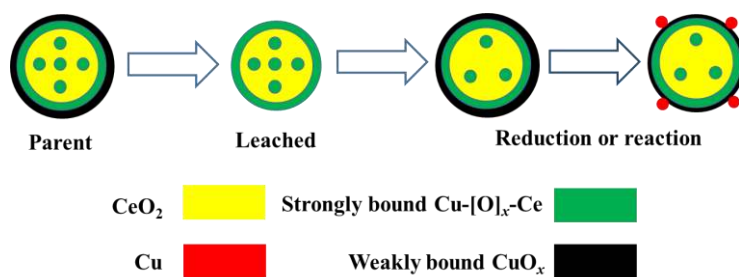 Parent
Leached
Reduction or reaction
CeO2 Strongly bound Cu-[O]x-Ce
Cu Weakly bound CuOx